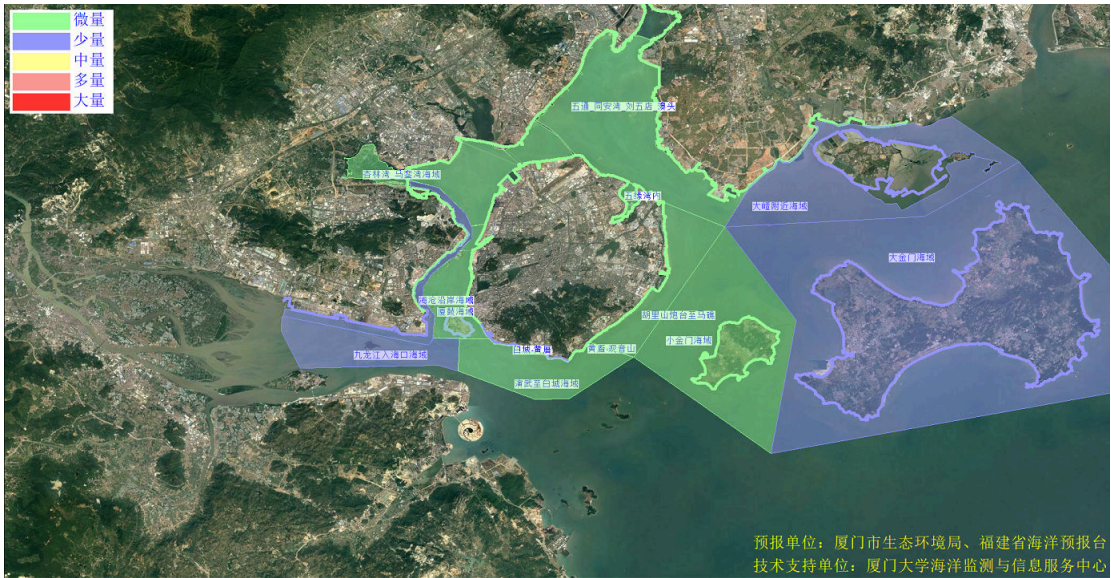 微量
少量
中量
多量
大量
五通-同安湾-刘五店-澳头
杏林湾-马銮湾海域
五缘湾内
大嶝附近海域
大金门海域
海沧沿岸海域
厦鼓海域
胡里山炮台至马礁
小金门海域
九龙江入海口海域
白城-黄厝
黄厝-观音山
演武至白城海域
预报单位：厦门市生态环境局、福建省海洋预报台
技术支持单位：厦门大学海洋监测与信息服务中心